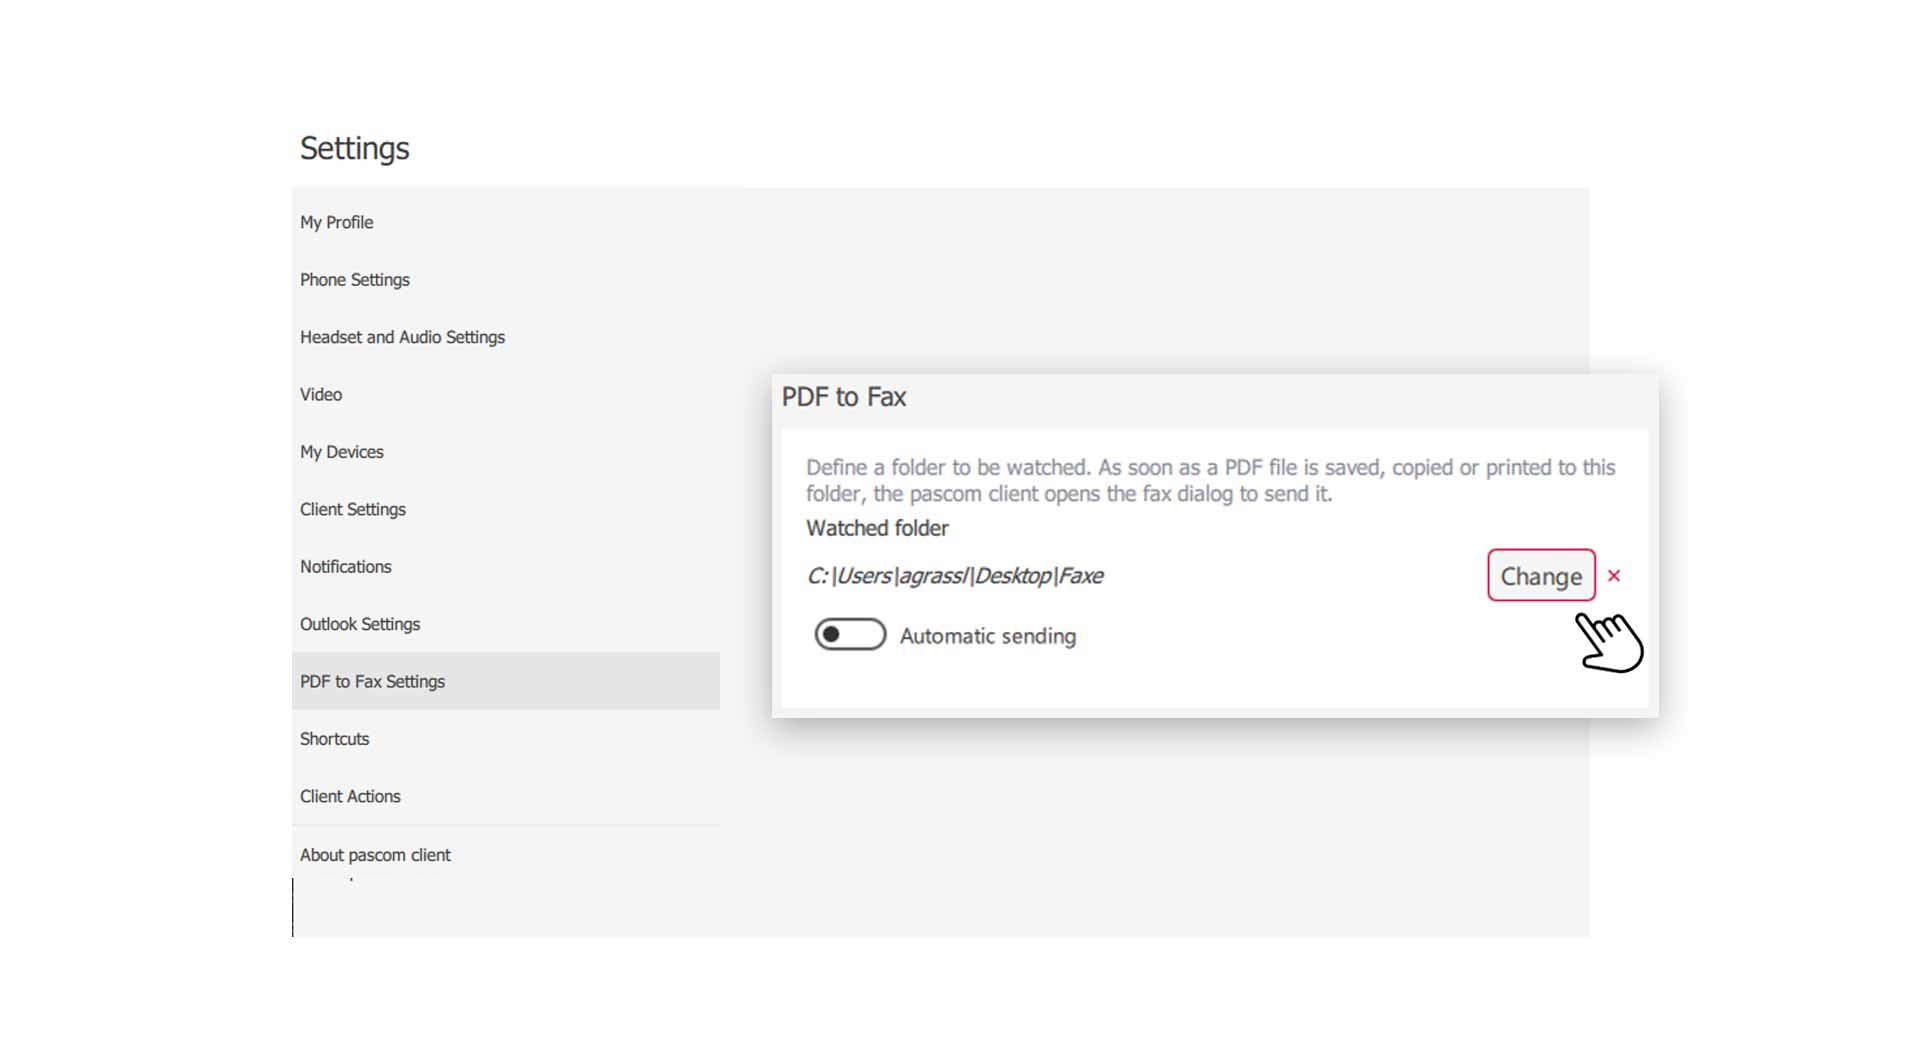 Settings
My Profile
Phone Settings
Headset and Audio Settings
Video
My Devices
Client Settings
Notifications
Outlook Settings
PDF to Fax Settings
Shortcuts
Client Actions
About pascom client
PDF to Fax
Define a folder to be watched. As soon as a PDF file is saved, copied or printed to this
folder, the pascom client opens the fax dialog to send it.
Watched folder
C:\Users\agrassl\Desktop\Faxe
Change ×
Automatic sending